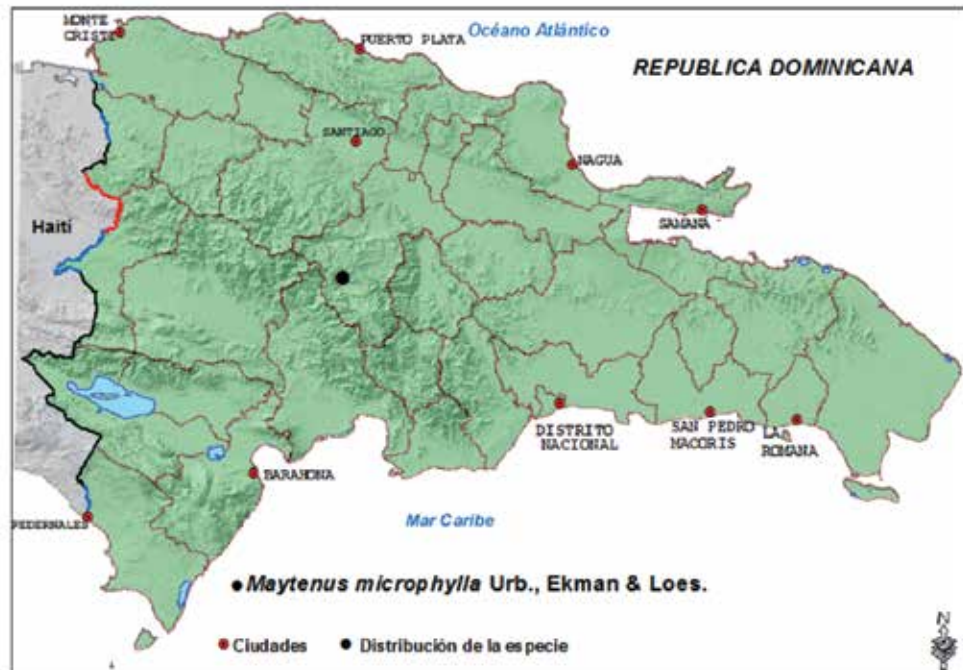 MONTE
CRISTI
Océano Atlántico
PUERTO PLATA
REPUBLICA DOMINICANA
SANTIAGO
NAGUA
Haití
SAMANA
DISTRITO
NACIONAL
SAN PEDRO
MACORIS
LA
ROMANA
BARAHONA
PEDERNALES
Mar Caribe
Maytenus microphylla Urb., Ekman & Loes.
Ciudades
Distribución de la especie